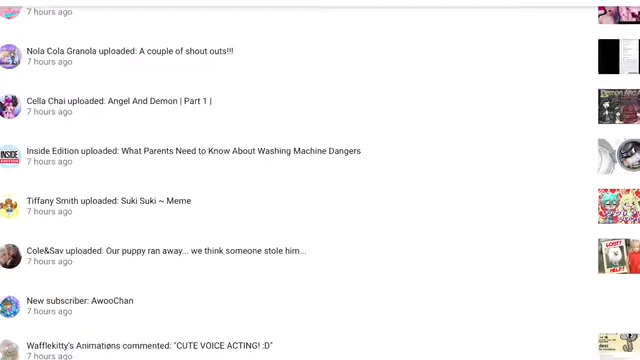 7 hours ago
Nola Cola Granola uploaded: A couple of shout outs!!!
7 hours ago
Cella Chai uploaded: Angel And Demon | Part 1 |
7 hours ago
INSIDE
EDITION
Inside Edition uploaded: What Parents Need to Know About Washing Machine Dangers
7 hours ago
Tiffany Smith uploaded: Suki Suki ~ Meme
7 hours ago
Cole&Sav uploaded: Our puppy ran away... we think someone stole him...
7 hours ago
LOST!
HELP!
New subscriber: AwooChan
7 hours ago
Wafflekitty's Animations commented: "CUTE VOICE ACTING! :D"
7 hours ago